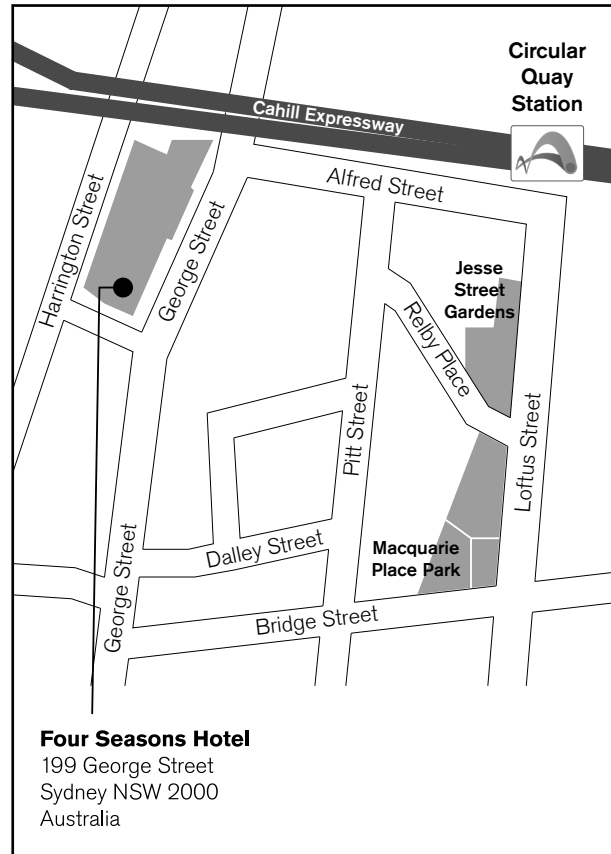 Circular
Quay
Station
Cahill Expressway
Alfred Street
Harrington Street
George Street
Jesse
Street
Gardens
Relby Place
Pitt Street
Loftus Street
George Street
Dalley Street
Macquarie
Place Park
Bridge Street
Four Seasons Hotel
199 George Street
Sydney NSW 2000
Australia